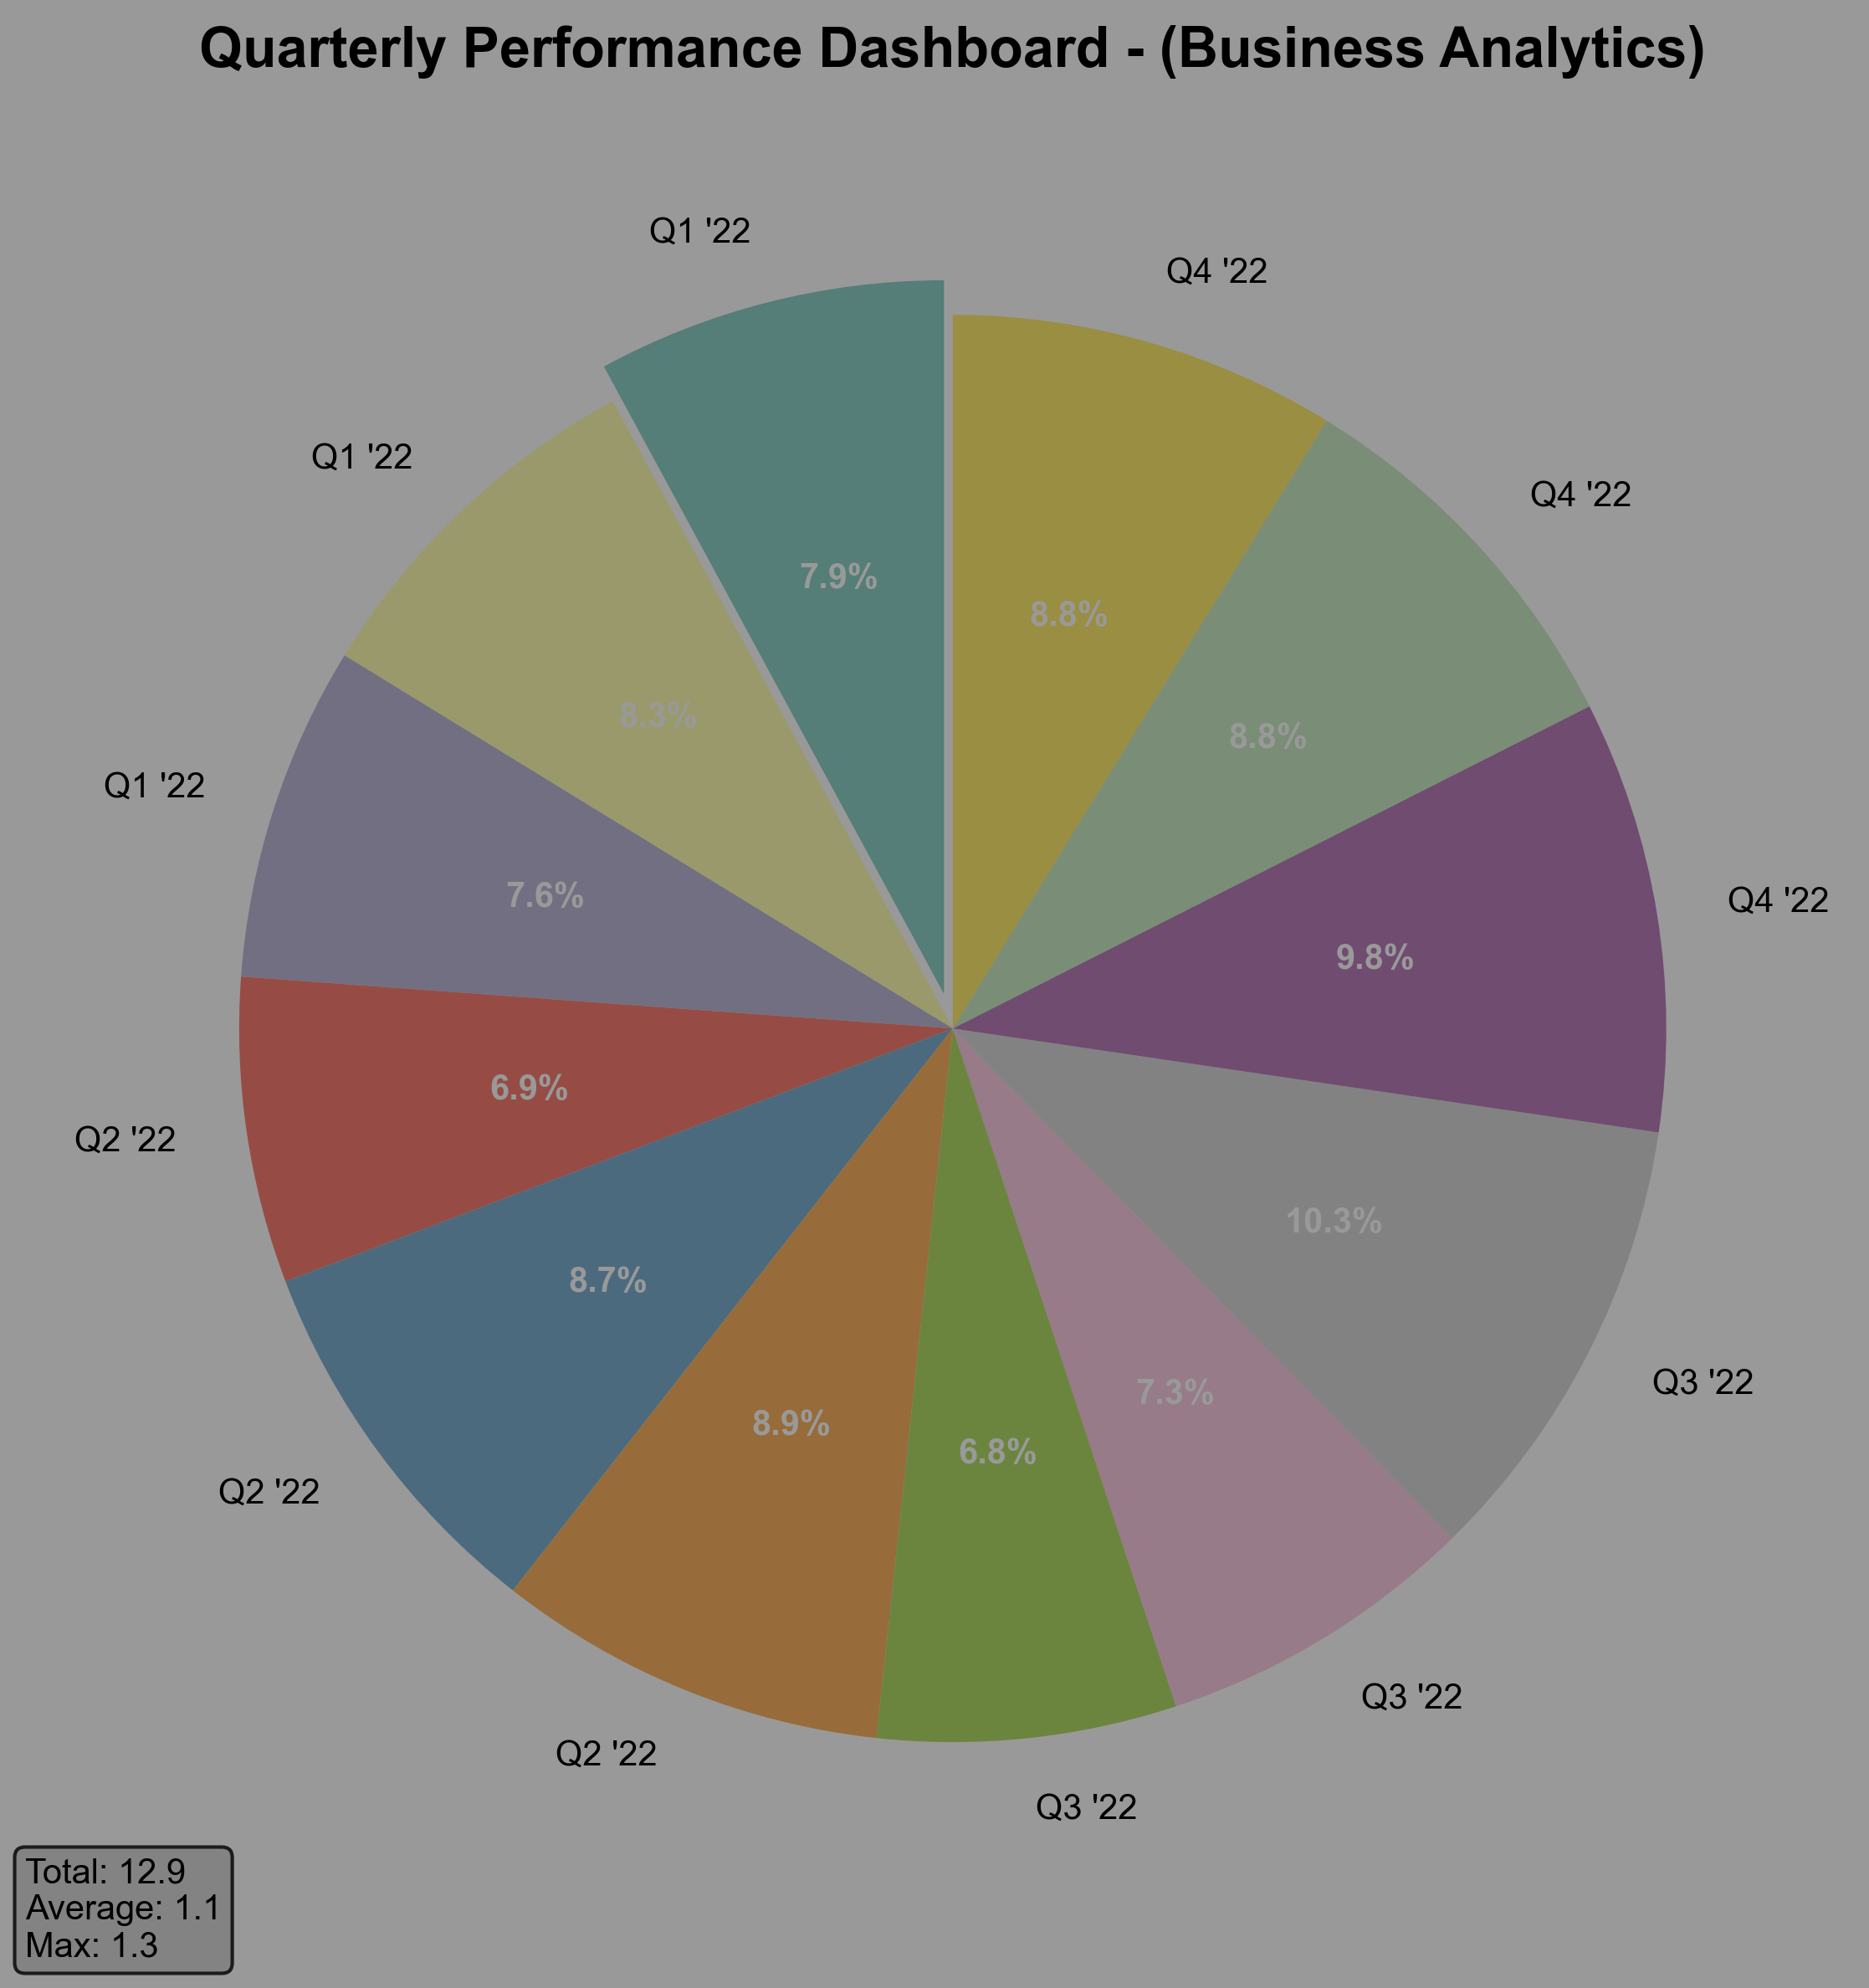 Quarterly Performance Dashboard - (Business Analytics)
Q1 '22
Q4 '22
Q1 '22
Q4 '22
7.9%
8.8%
8.3%
8.8%
Q1 '22
7.6%
Q4 '22
9.8%
6.9%
Q2 '22
10.3%
8.7%
Q3 '22
7.3%
8.9%
6.8%
Q2 '22
Q3 '22
Q2 '22
Q3 '22
Total: 12.9
Average: 1.1
Max: 1.3